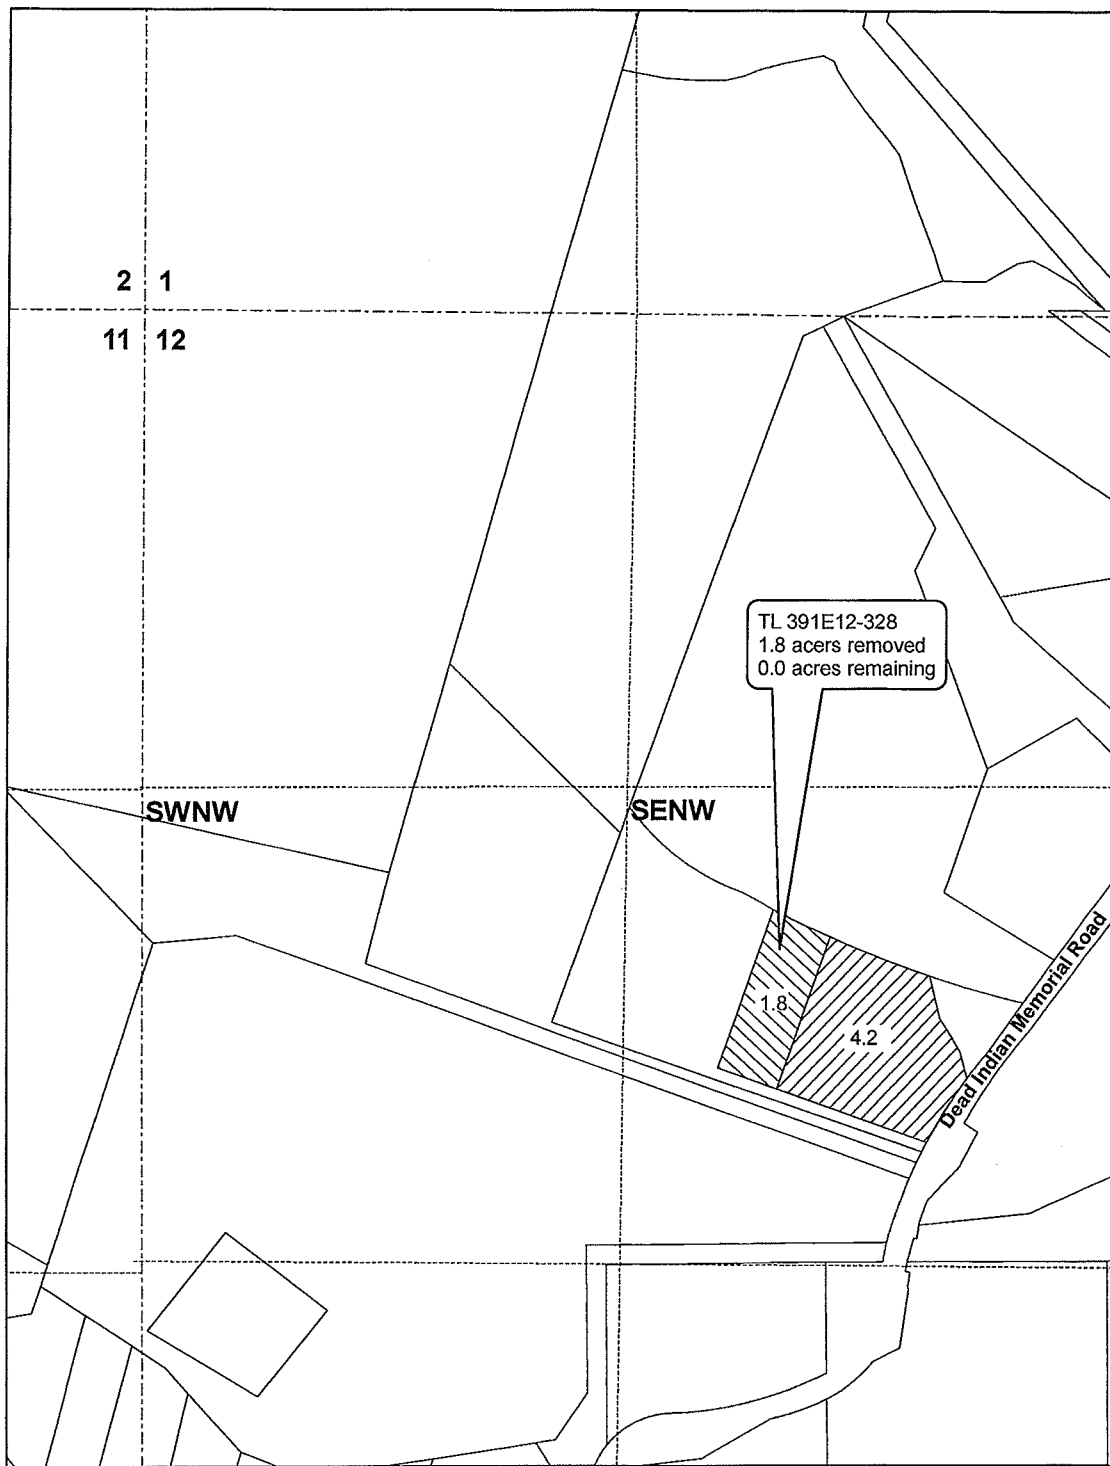 2 1
11 12
TL 391E12-328
1.8 acers removed
0.0 acres remaining
SWNW
SENW
1.8
4.2
Dead Indian Memorial Road